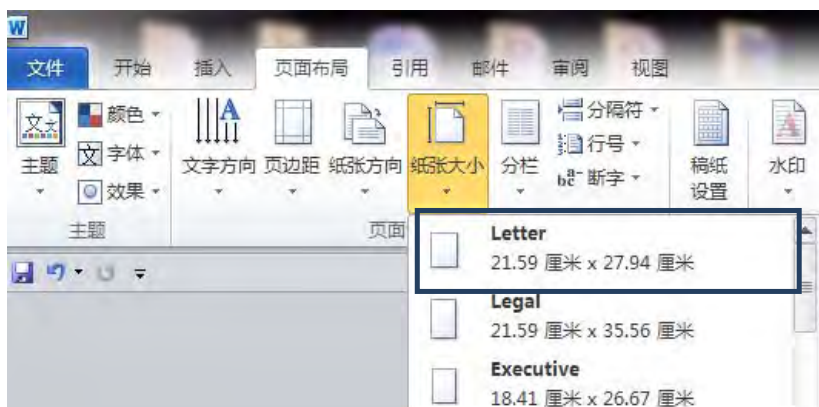 W
文件 开始 插入 页面布局 引用 邮件 审阅 视图
文文
主题
颜色
文 字体
效果
文字方向 页边距 纸张方向 纸张大小 分栏
A
分隔符
行号
bc 断字
稿纸
设置
A
水印
主题 页面
Letter
21.59 厘米 x 27.94 厘米
Legal
21.59 厘米 x 35.56 厘米
Executive
18.41 厘米 x 26.67 厘米